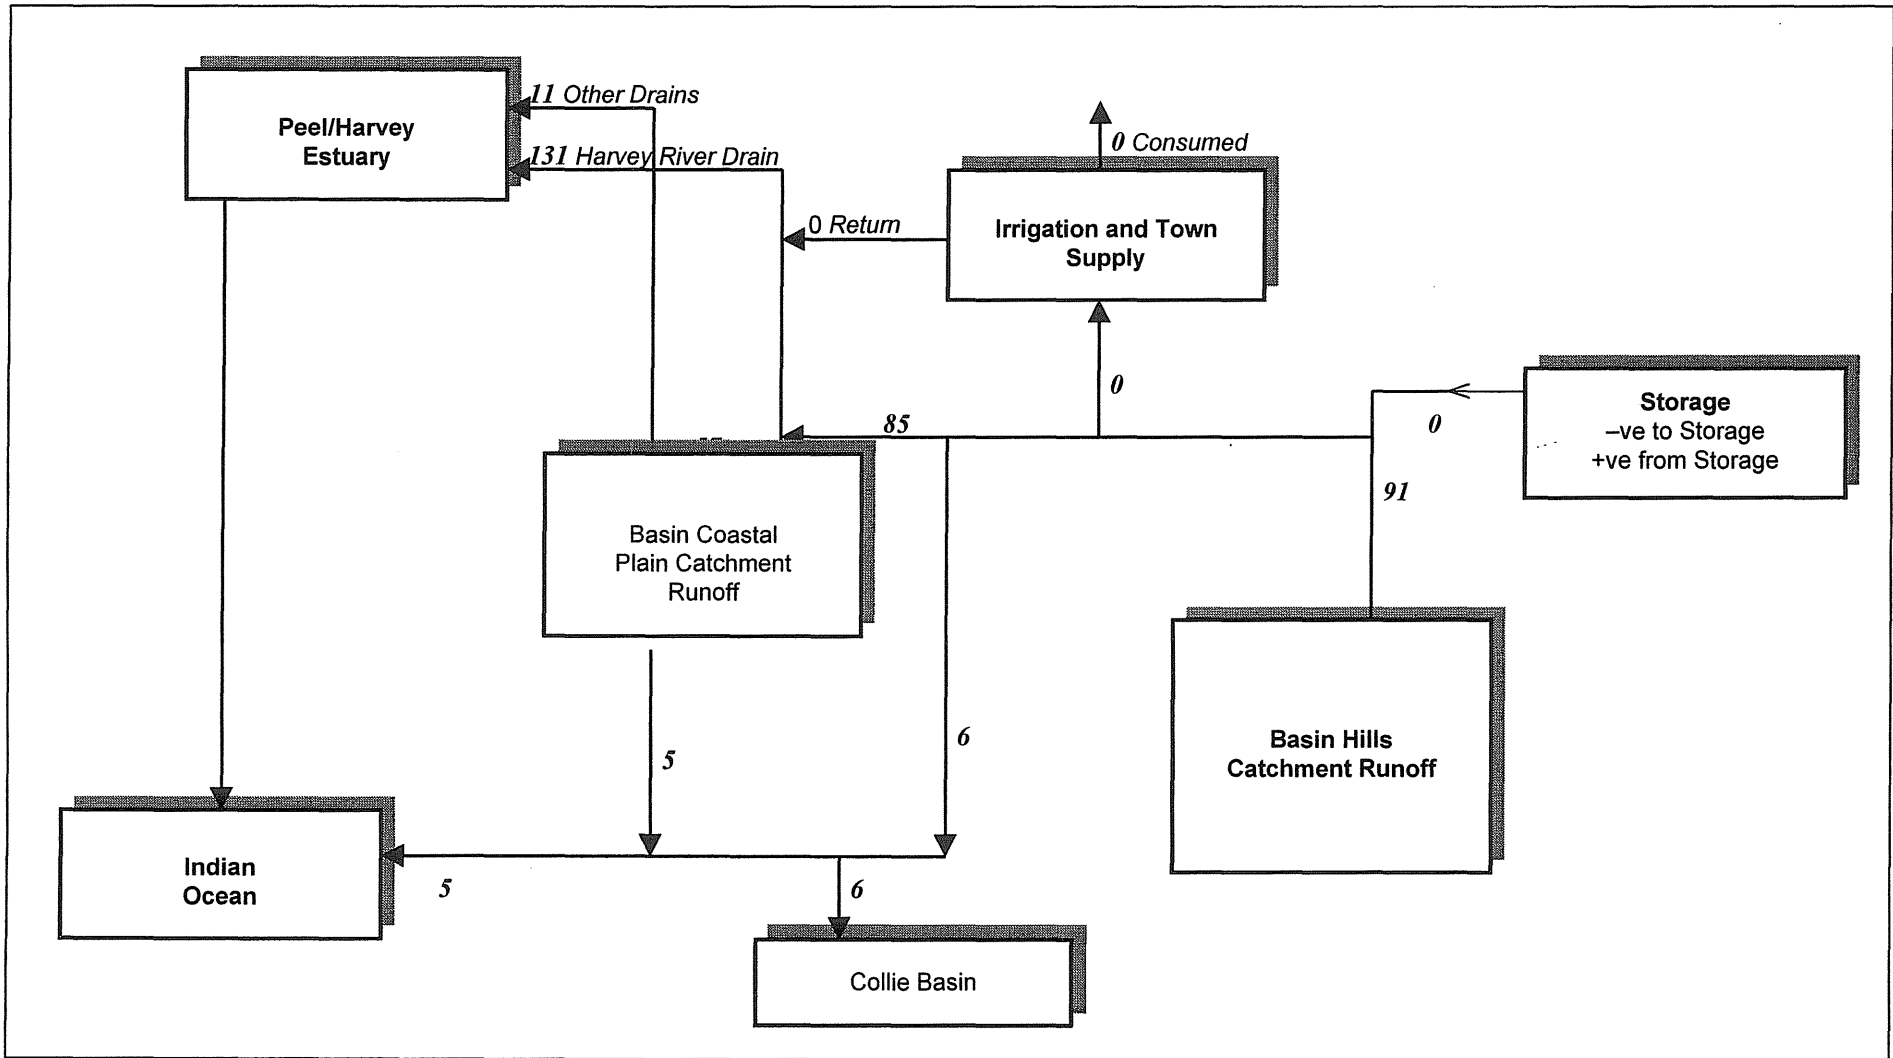 11 Other Drains
Peel/Harvey
Estuary
131 Harvey River Drain
0 Consumed
0 Return
Irrigation and Town
Supply
0
85
0
Storage
–ve to Storage
+ve from Storage
91
Basin Coastal
Plain Catchment
Runoff
5
6
Basin Hills
Catchment Runoff
Indian
Ocean
5
6
Collie Basin